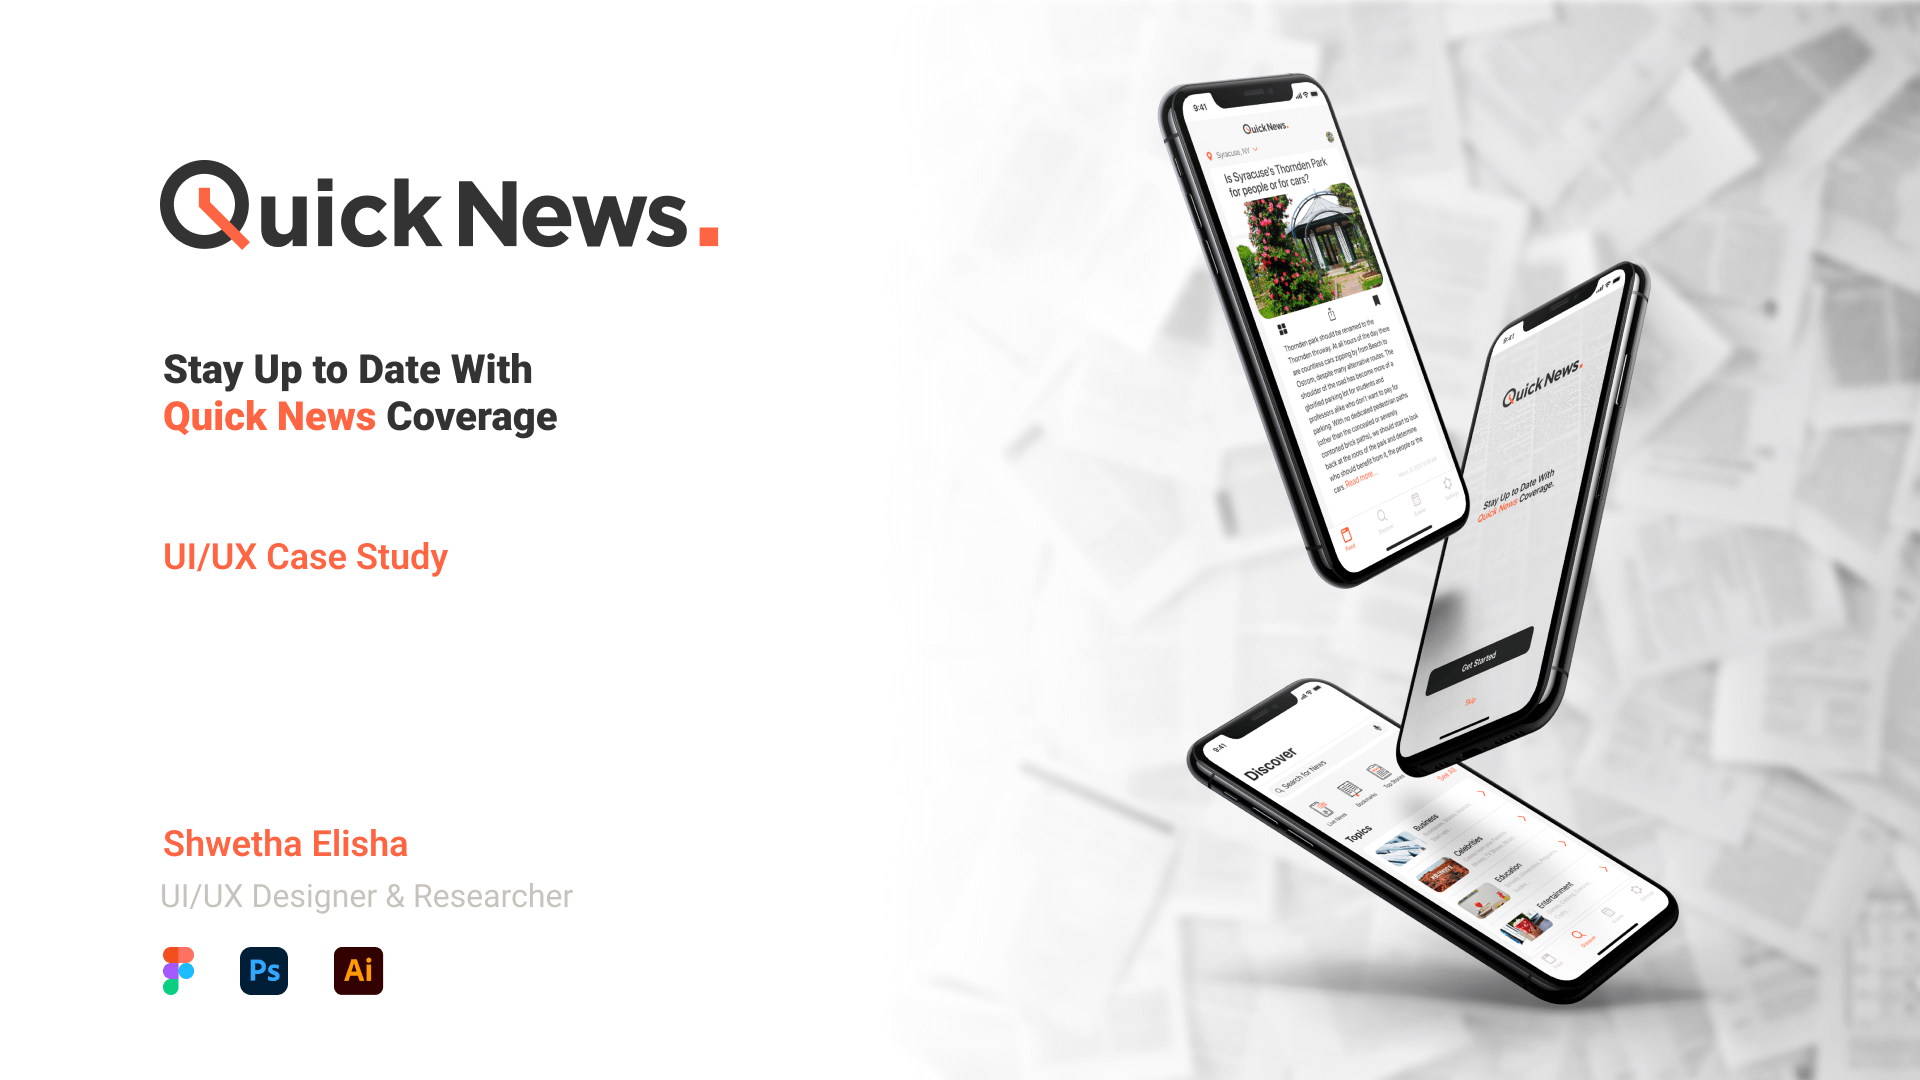 Quick News.
Stay Up to Date With
Quick News Coverage
UI/UX Case Study
Shwetha Elisha
UI/UX Designer & Researcher
Ps
Ai
9:41
Quick News.
Syracuse, NY
Is Syracuse's Thornden Park
for people or for cars?
Thornden park should be renamed to the
Thornden thruway. At all hours of the day there
are countless cars zipping by from Beech to
Ostrom, despite many alternative routes. The
shoulder of the road has become more of a
glorified parking lot for students and
professors alike who don't want to pay for
parking. With no dedicated pedestrian paths
(other than the concealed or severely
contorted brick paths), we should start to look
back at the roots of the park and determine
who should benefit from it, the people or the
cars. Read more...
Feed
Discover
Settings
9:41
Quick News.
Stay Up to Date With
Quick News Coverage.
Get Started
Skip
9:41
Discover
Search for News
Live News
Bookmarks
Top Stories
Topics
See All
Business
Celebrities
Education
Entertainment
Discover